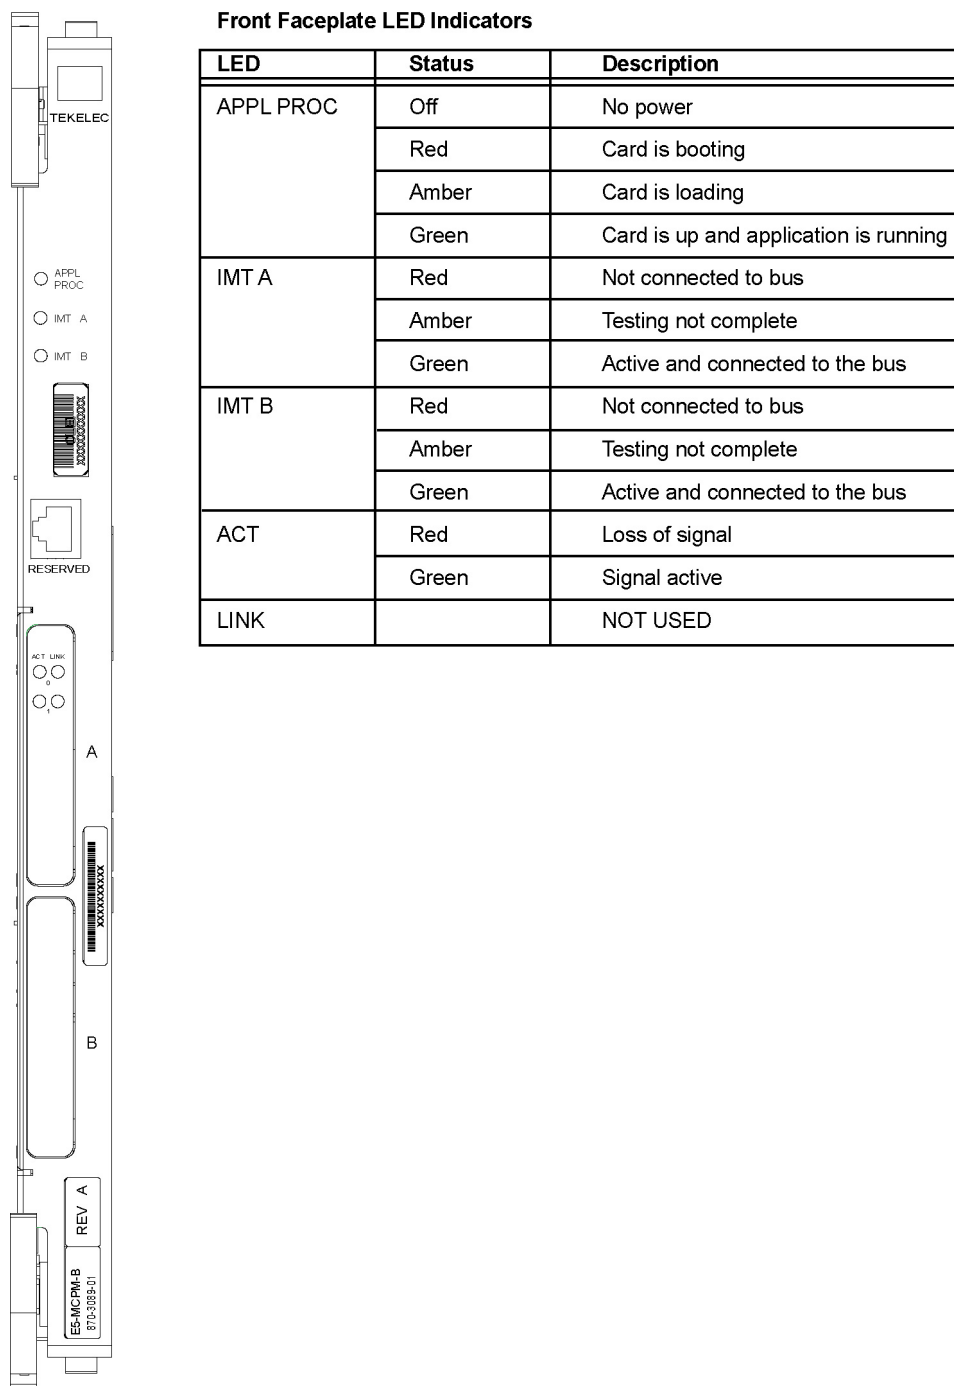 Front Faceplate LED Indicators
LED Status Description
APPL PROC Off No power
Red Card is booting
Amber Card is loading
Green Card is up and application is running
IMT A Red Not connected to bus
Amber Testing not complete
Green Active and connected to the bus
IMT B Red Not connected to bus
Amber Testing not complete
Green Active and connected to the bus
ACT Red Loss of signal
Green Signal active
LINK NOT USED
TEKELEC
APPL
PROC
IMT A
IMT B
XXXXXXXXXX
RESERVED
ACT LINK
0
1
A
XXXXXXXXXX
B
REV A
E5-MCPM-B
870-3089-01